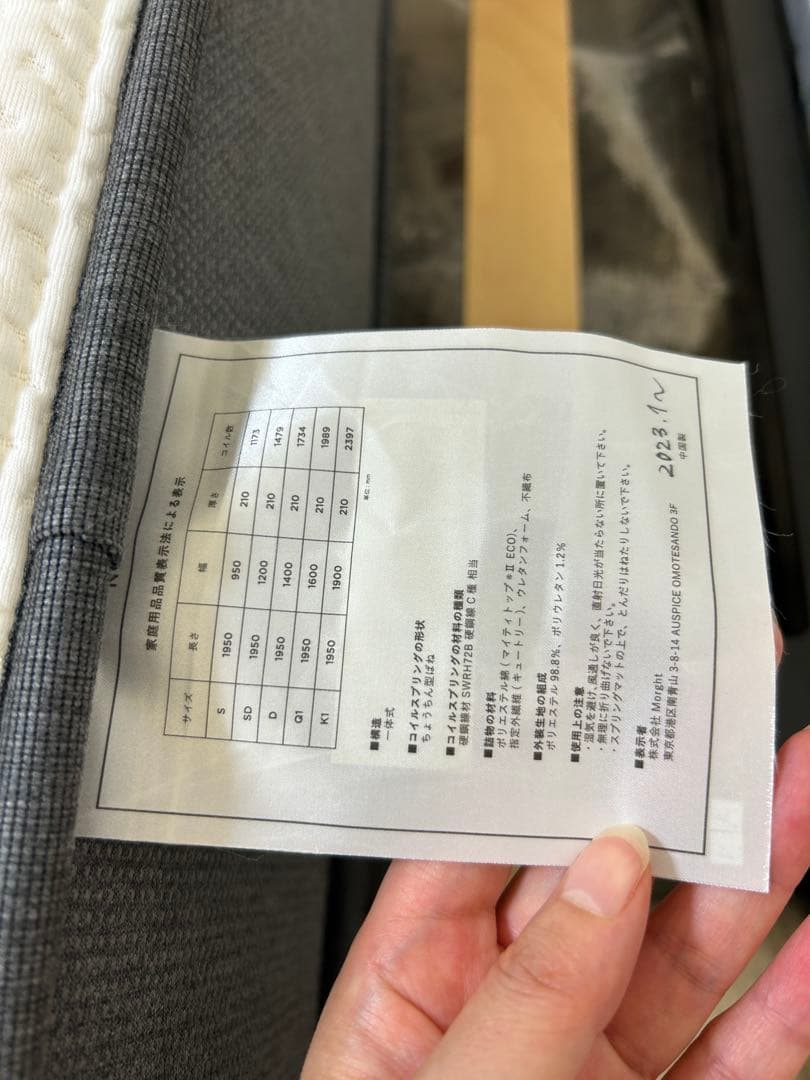 家庭用品品質表示法による表示
サイズ 長さ 幅 厚さ コイル数
S 1950 950 210 1173
SD 1950 1200 210 1479
D 1950 1400 210 1734
Q1 1950 1600 210 1989
K1 1950 1900 210 2397
単位:mm
■構造
一体式
■コイルスプリングの形状
ちょうちん型ばね
■コイルスプリングの材料の種類
硬鋼線材 SWRH72B 硬鋼線 C 種 相当
■詰物の材料
ポリエステル綿 (マイティトップ®II ECO)、
指定外繊維 (キュートリー)、ウレタンフォーム、不織布
■外装生地の組成
ポリエステル 98.8%、ポリウレタン 1.2%
■使用上の注意
・湿気を避け、風通しが良く、直射日光が当たらない所に置いて下さい。
・無理に折り曲げないで下さい。
・スプリングマットの上で、とんだりはねたりしないで下さい。
■表示者
株式会社 Morght
東京都港区南青山 3-8-14 AUSPICE OMOTESANDO 3F
2023.1~
中国製